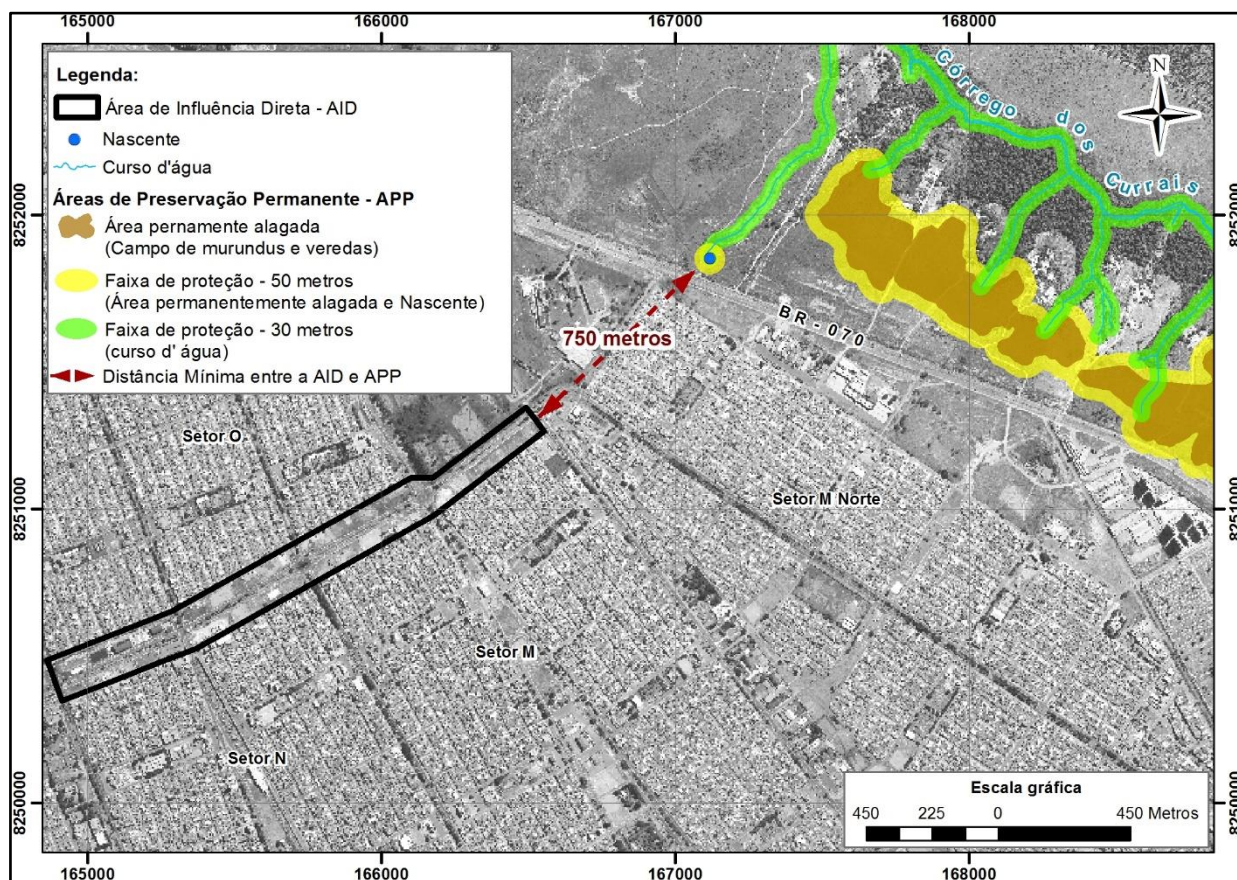 165000 166000 167000 168000
Legenda:
Área de Influência Direta - AID
Nascente
Curso d'água
Áreas de Preservação Permanente - APP
Área pernamente alagada
(Campo de murundus e veredas)
Faixa de proteção - 50 metros
(Área permanentemente alagada e Nascente)
Faixa de proteção - 30 metros
(curso d' água)
Distância Mínima entre a AID e APP
N
Córrego dos Currais
8252000
8252000
BR - 070
750 metros
Setor O
Setor M Norte
8251000
8251000
Setor M
Setor N
8250000
8250000
Escala gráfica
450 225 0 450 Metros
165000 166000 167000 168000